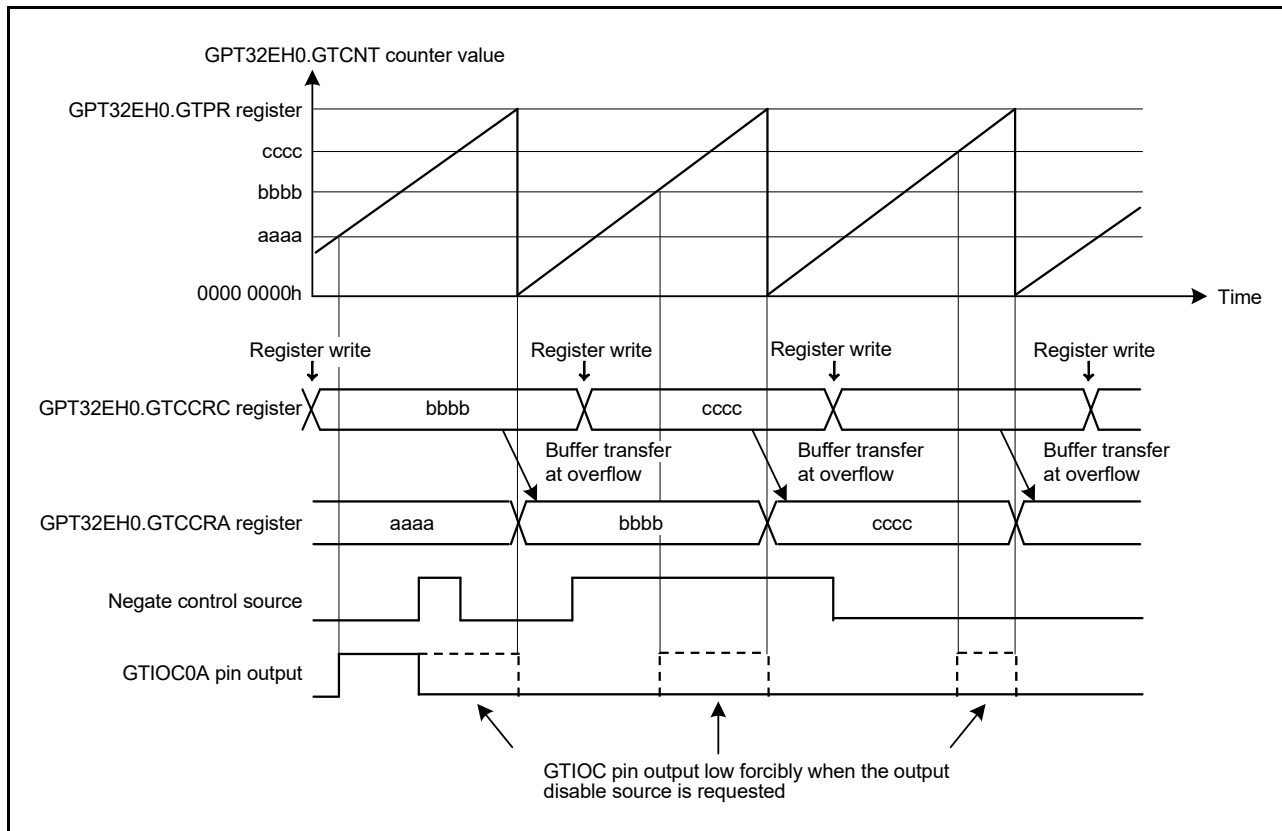 GPT32EH0.GTCNT counter value
GPT32EH0.GTPR register
cccc
bbbb
aaaa
0000 0000h
Time
Register write
Register write
Register write
Register write
GPT32EH0.GTCCRC register
bbbb
cccc
Buffer transfer
at overflow
Buffer transfer
at overflow
Buffer transfer
at overflow
GPT32EH0.GTCCRA register
aaaa
bbbb
cccc
Negate control source
GTIOC0A pin output
GTIOC pin output low forcibly when the output
disable source is requested